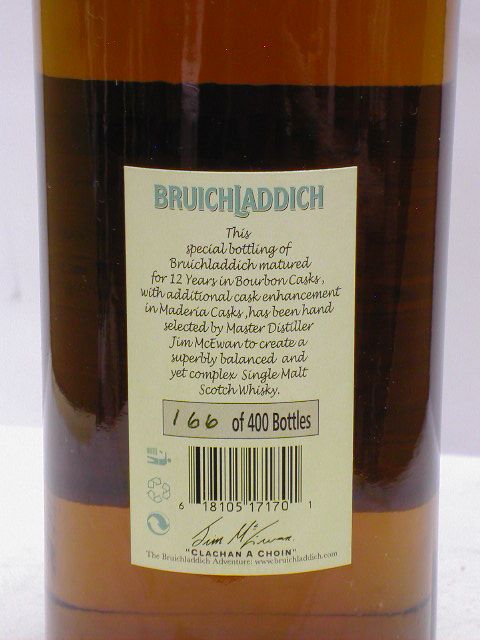 BRUICHLADDICH
This
special bottling of
Bruichladdich matured
for 12 Years in Bourbon Casks,
with additional cask enhancement
in Maderia Casks, has been hand
selected by Master Distiller
Jim McEwan to create a
superbly balanced and
yet complex Single Malt
Scotch Whisky.
166 of 400 Bottles
6 18105 17170 1
Jim McEwan
"CLACHAN A CHOIN"
The Bruichladdich Adventure: www.bruichladdich.com